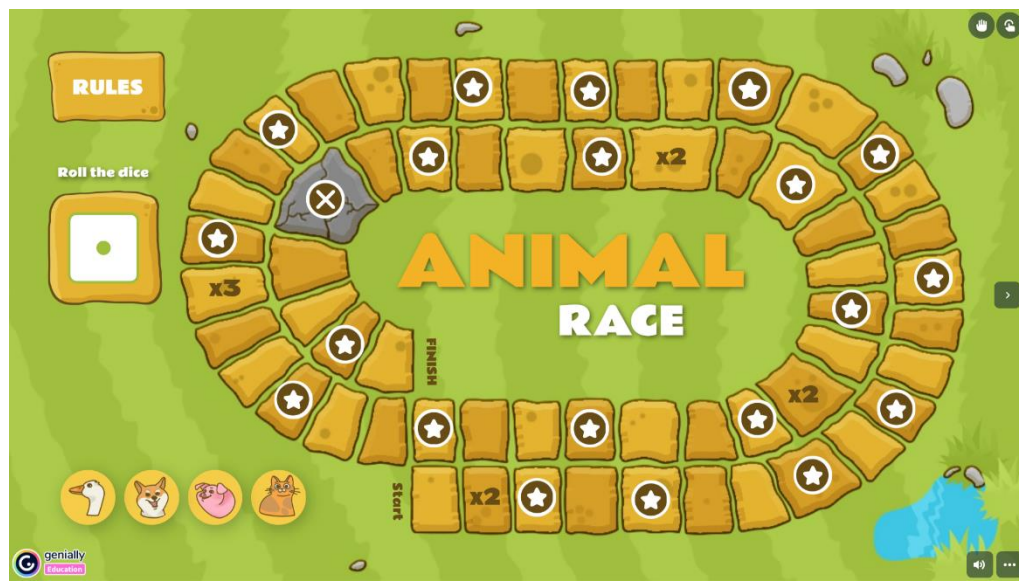 RULES
Roll the dice
x2
ANIMAL
RACE
x3
FINISH
x2
Start
x2
genially
Education